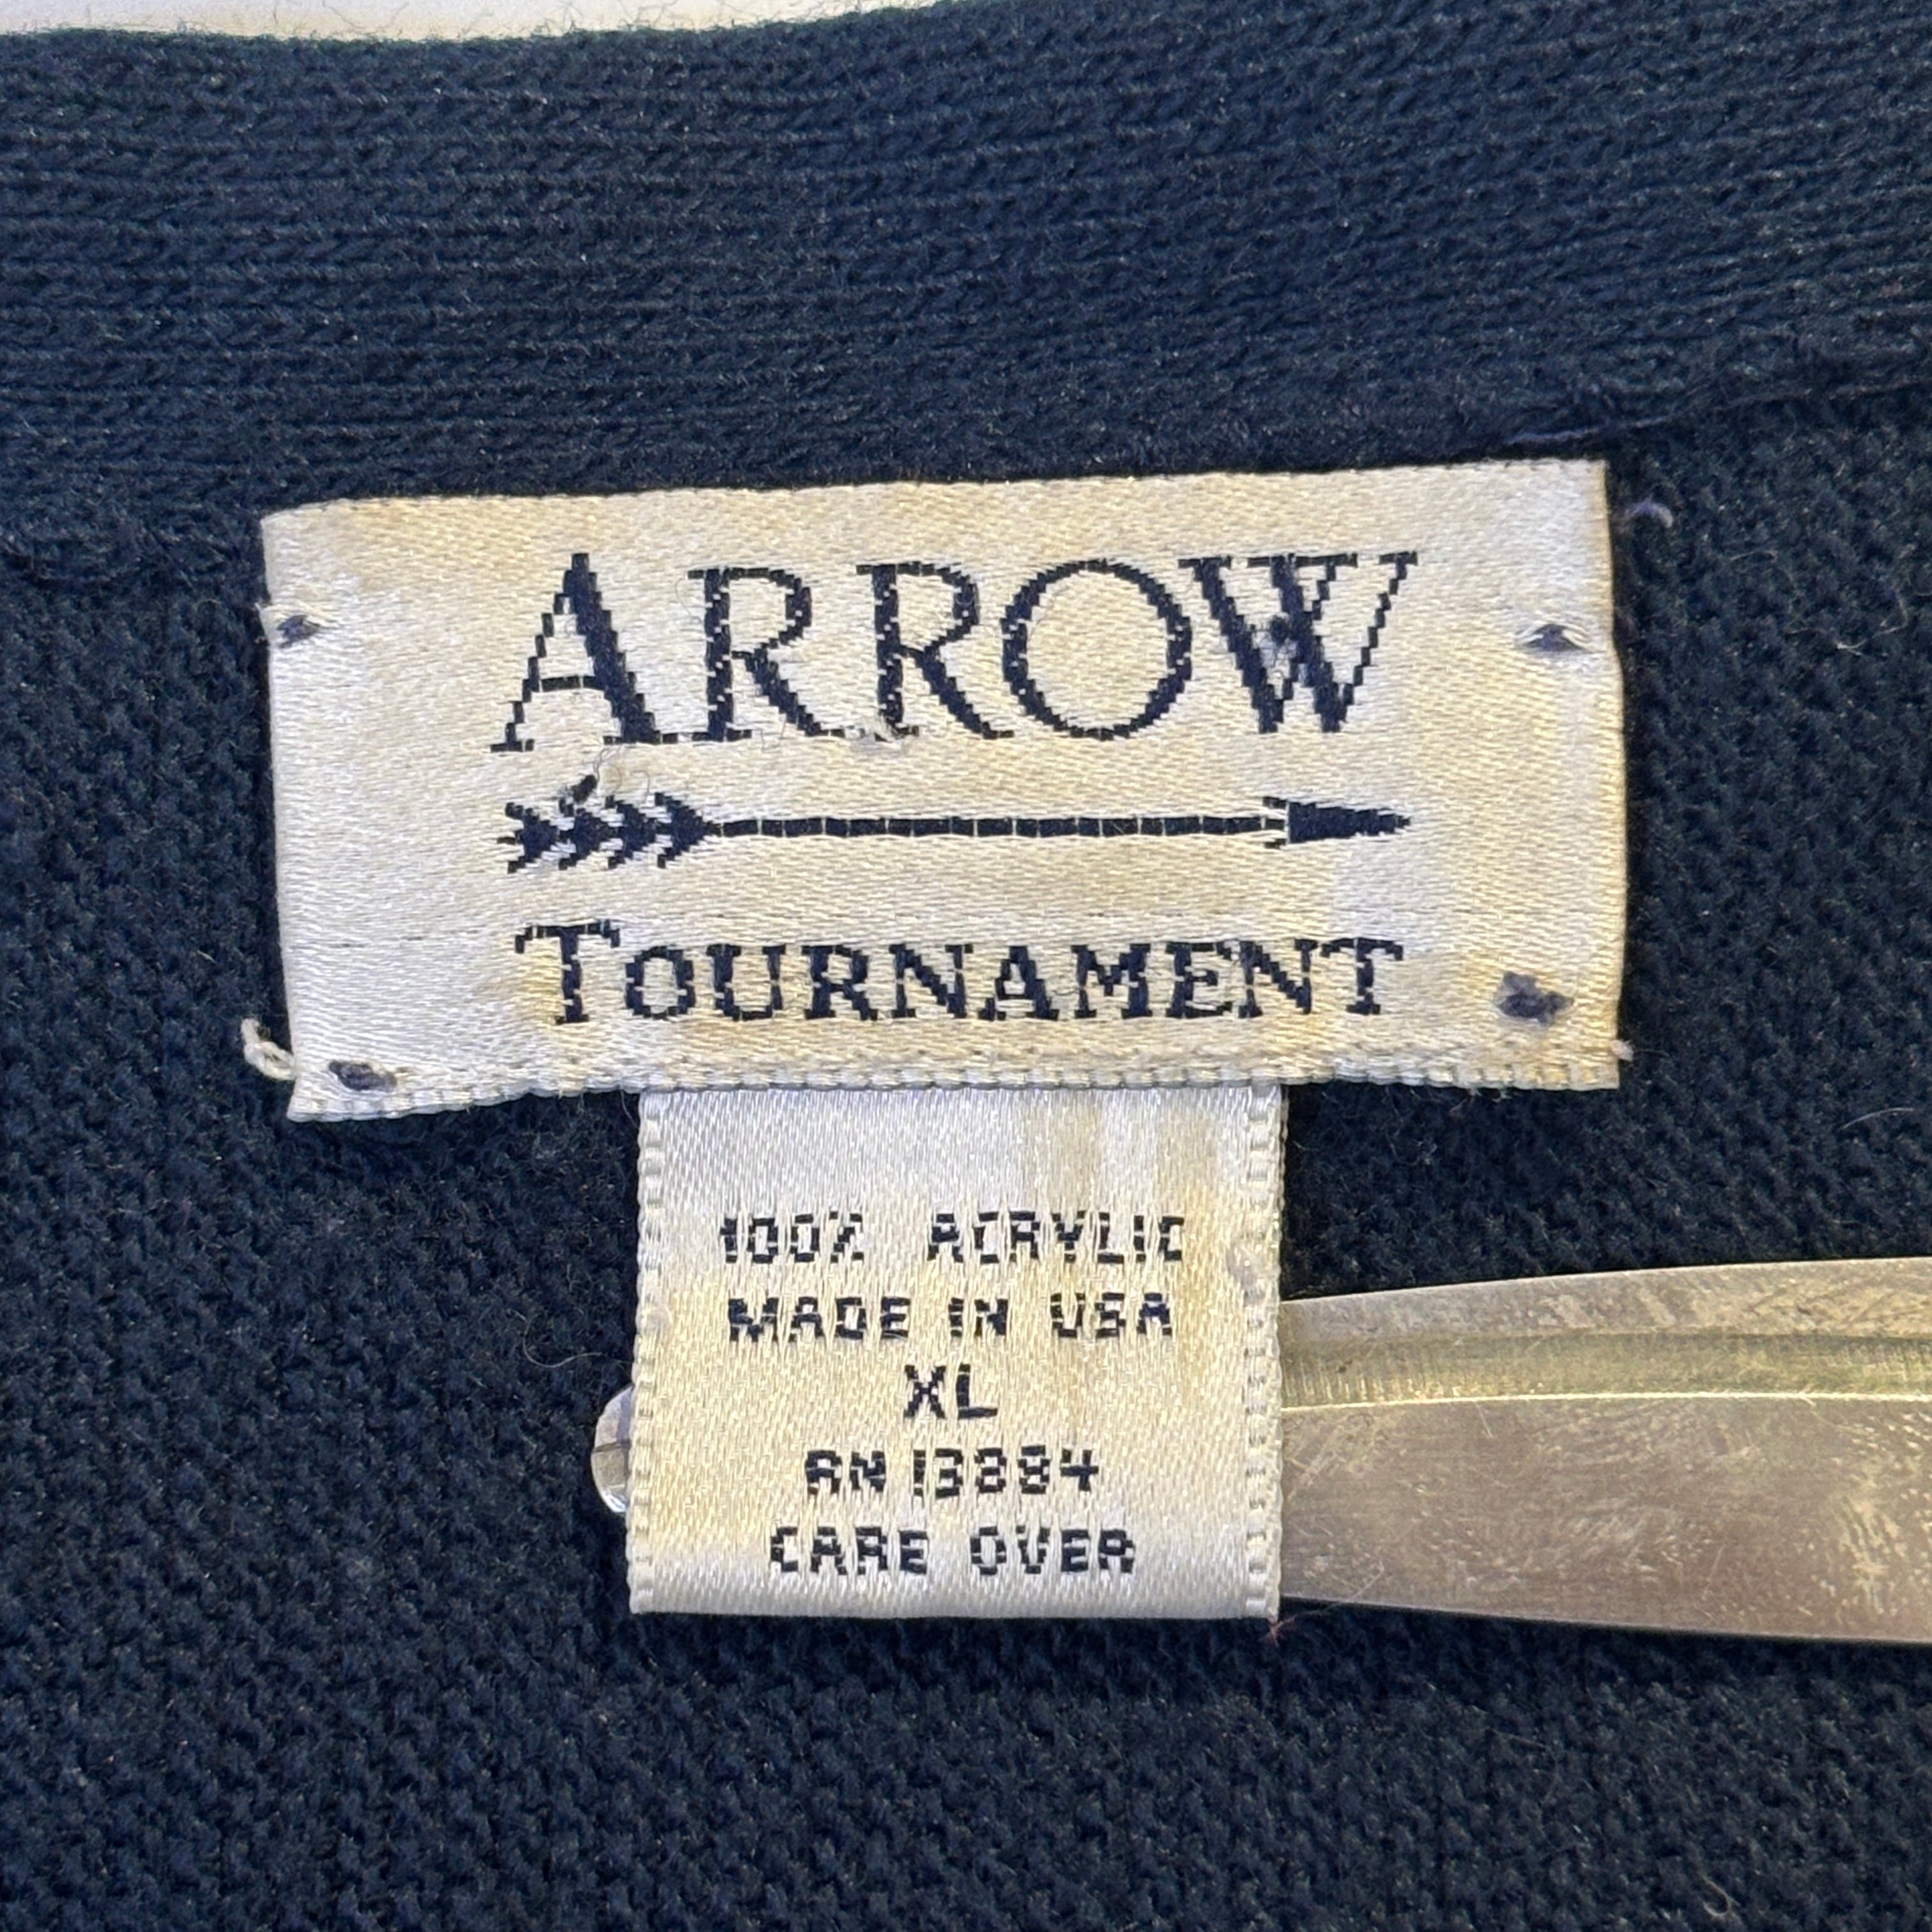 ARROW
TOURNAMENT
100% ACRYLIC
MADE IN USA
XL
RN 13884
CARE OVER